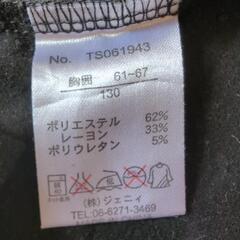 No. TS061943
胸囲 61~67
130
ポリエステル 62%
レーヨン 33%
ポリウレタン 5%
(株)ジェニィ
TEL:06-6271-3469